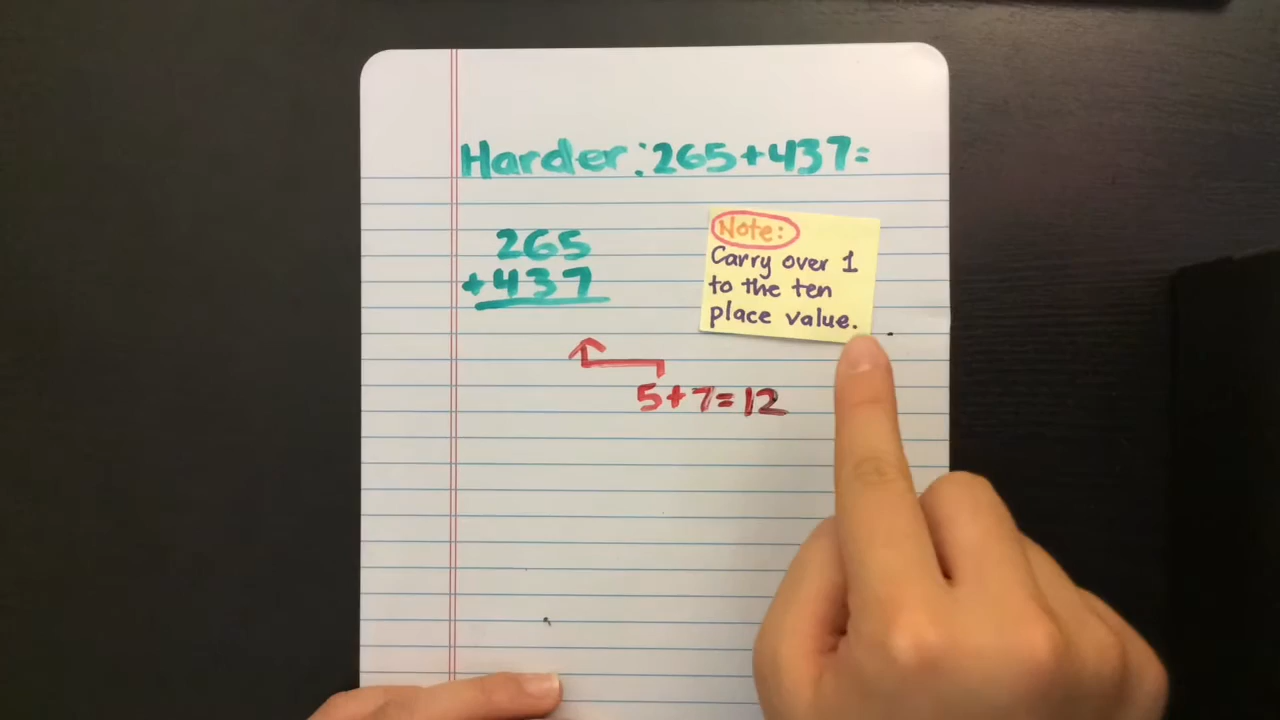 Harder: 265+437=
265
+437
Note:
Carry over 1
to the ten
place value.
5+7=12